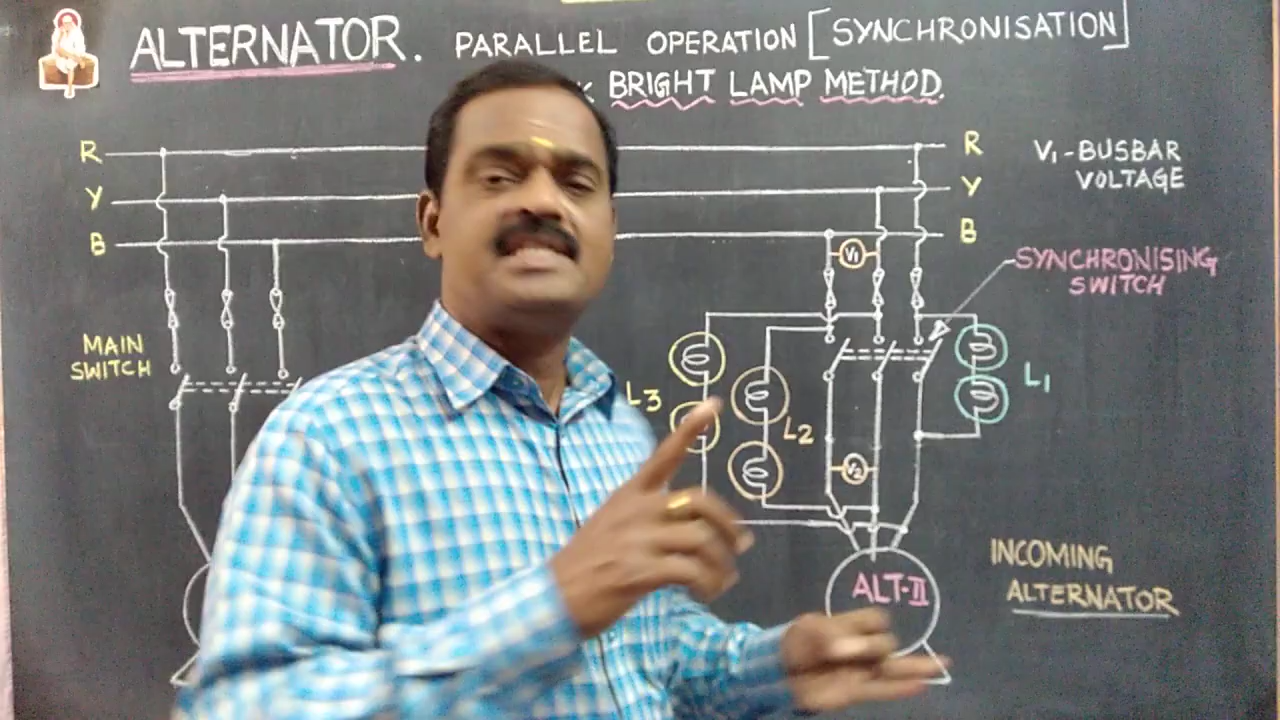 ALTERNATOR. PARALLEL OPERATION [SYNCHRONISATION]
BRIGHT LAMP METHOD.
R R
Y Y
B B
V₁-BUSBAR
VOLTAGE
V₁
SYNCHRONISING
SWITCH
MAIN
SWITCH
L1
L3
L2
V₂
INCOMING
ALTERNATOR
ALT-II